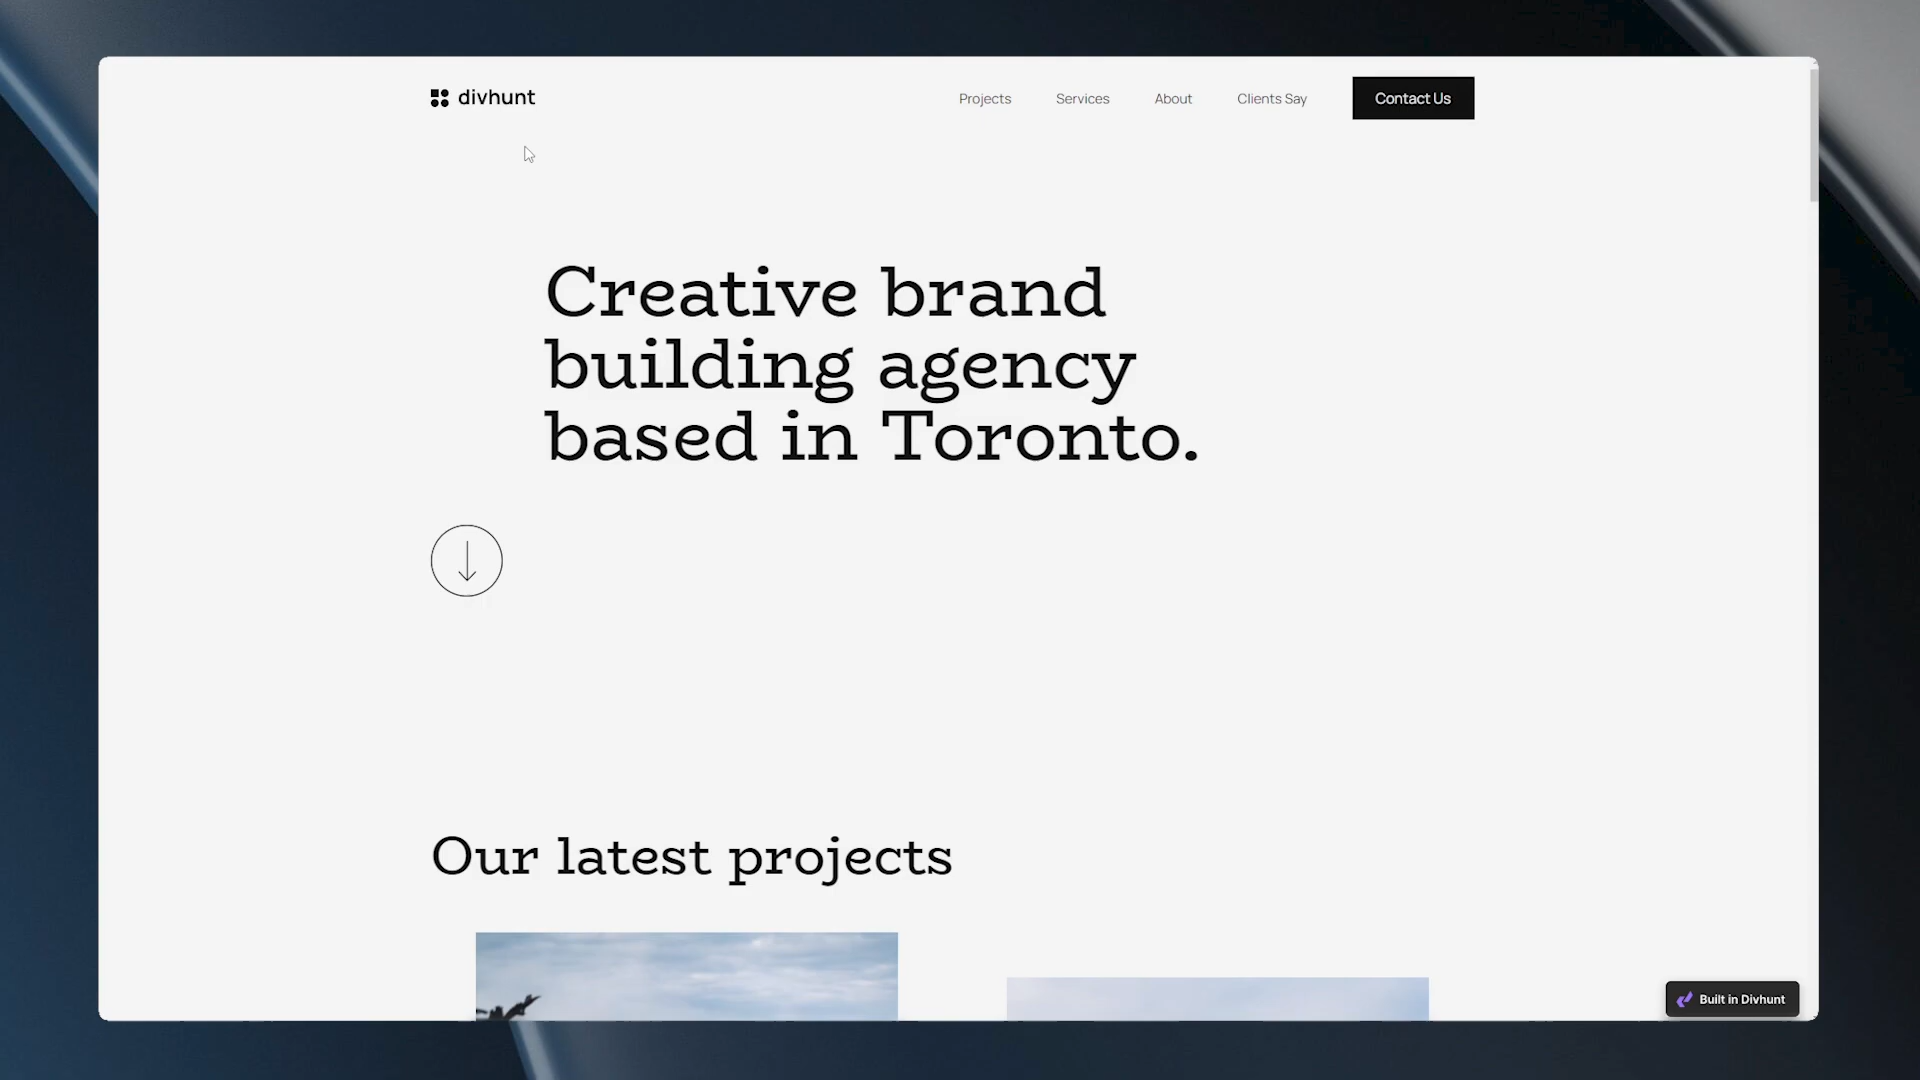 divhunt
Projects
Services
About
Clients Say
Contact Us
Creative brand
building agency
based in Toronto.
Our latest projects
Built in Divhunt